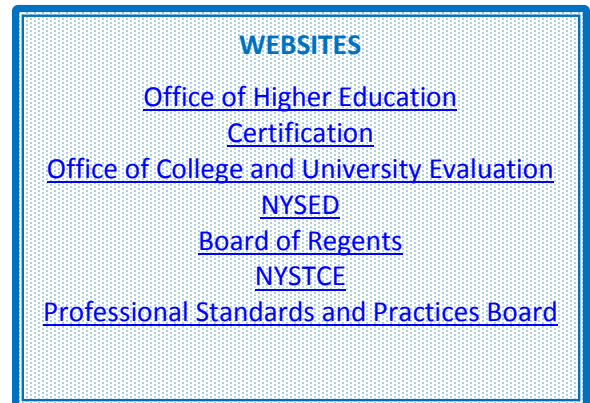 WEBSITES
Office of Higher Education
Certification
Office of College and University Evaluation
NYSED
Board of Regents
NYSTCE
Professional Standards and Practices Board